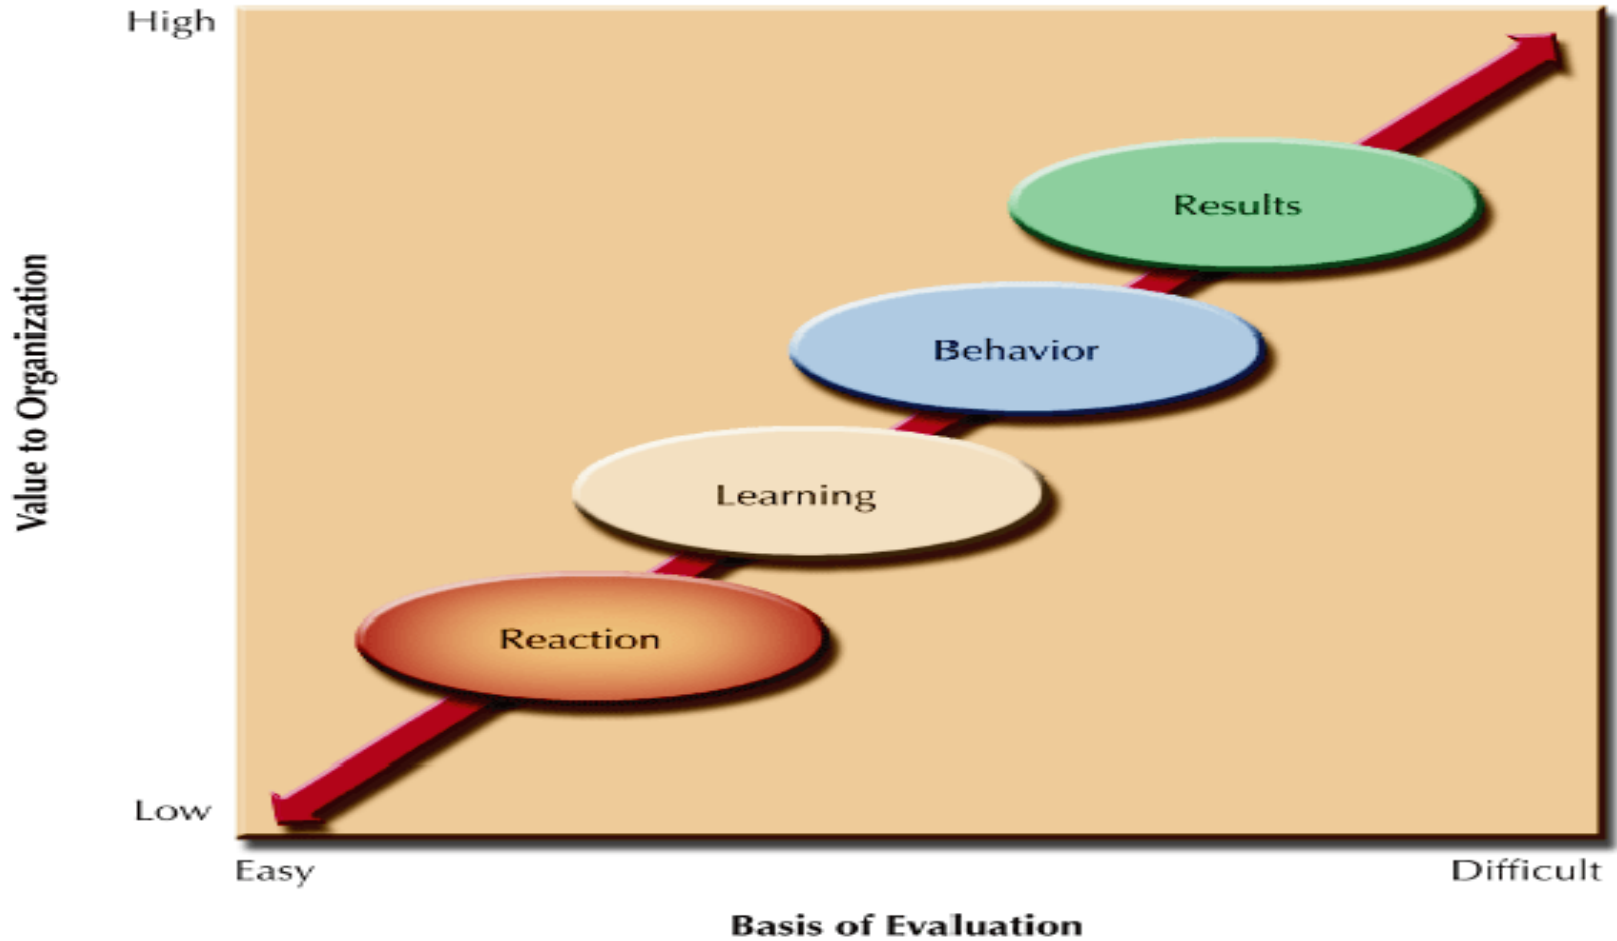 High
Results
Value to Organization
Behavior
Learning
Reaction
Low
Easy
Difficult
Basis of Evaluation